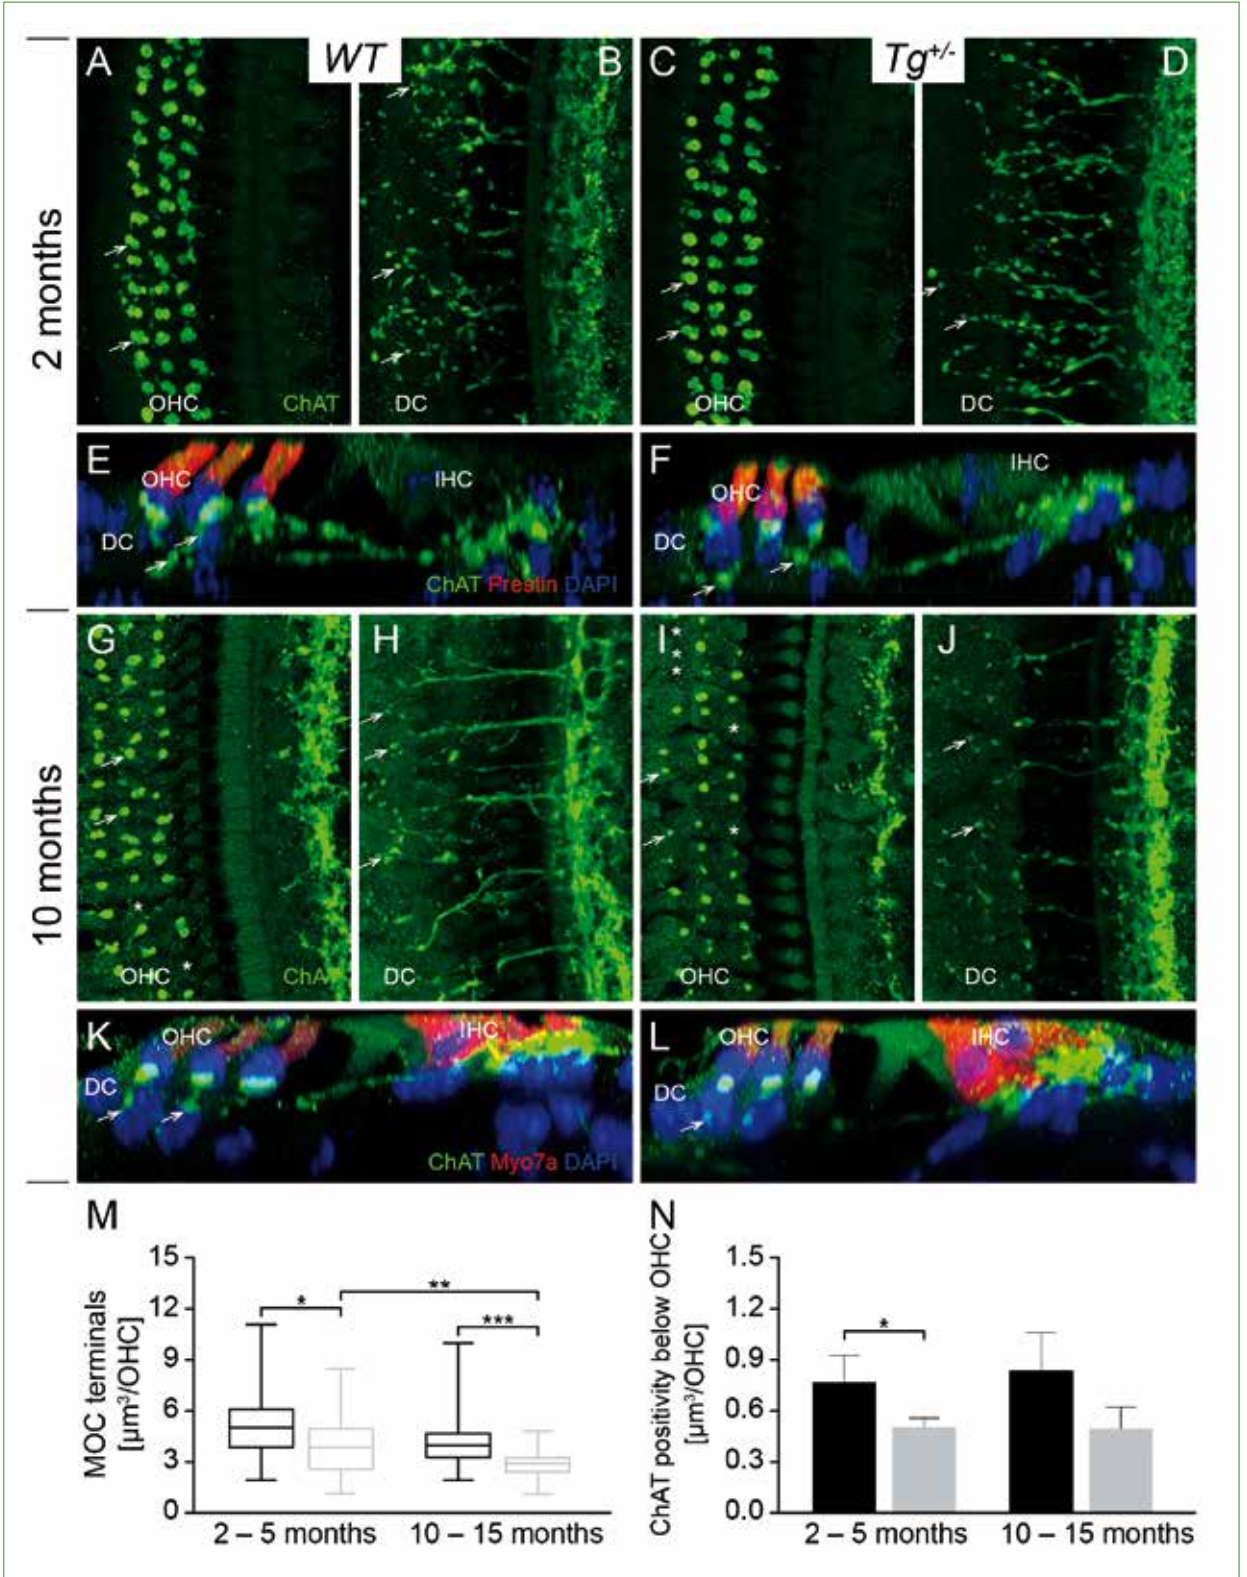 A WT B C Tg+/- D
2 months
OHC ChAT DC OHC DC
E OHC IHC DC ChAT Prestin DAPI
F OHC IHC DC
G H I J
* * * * * * *
10 months
OHC ChAT DC OHC DC
K OHC IHC DC ChAT Myo7a DAPI
L OHC IHC DC
M
MOC terminals
[µm³/OHC]
15
12
9
6
3
0
* ** ***
2 – 5 months 10 – 15 months
N
ChAT positivity below OHC
[µm³/OHC]
1.5
1.2
0.9
0.6
0.3
0.0
*
2 – 5 months 10 – 15 months